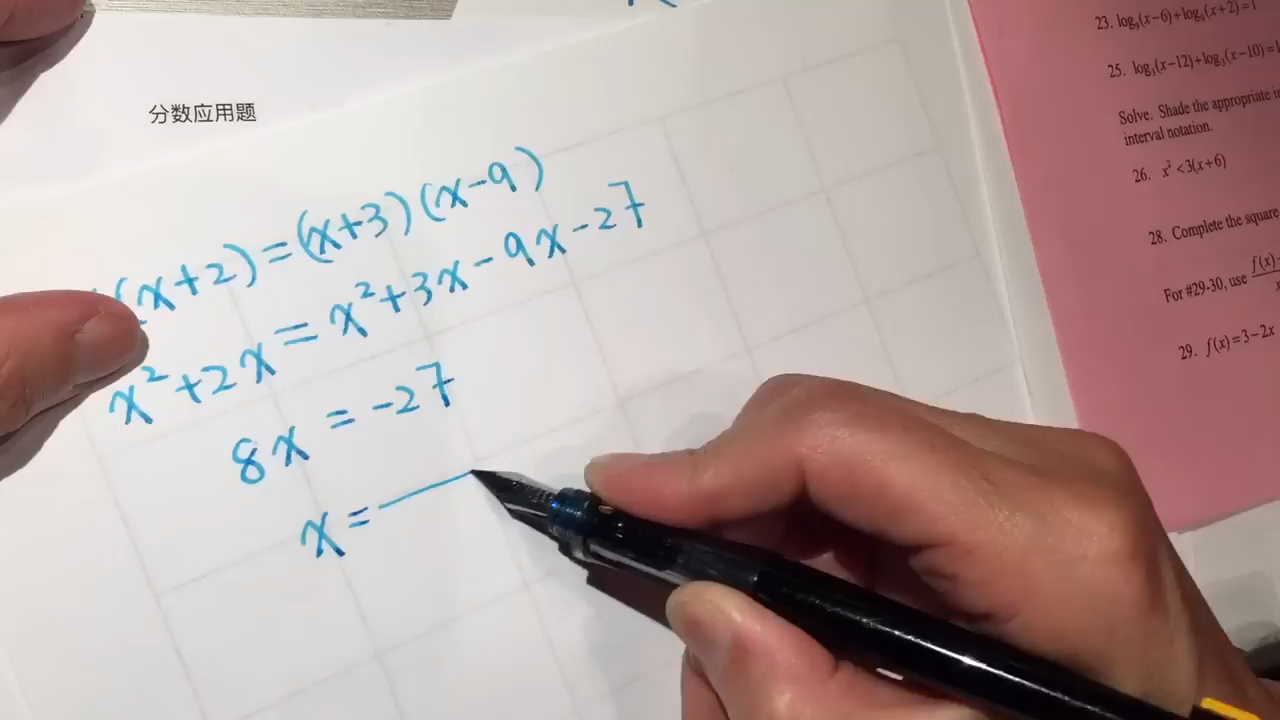 分数应用题
(x+2)=(x+3)(x-9)
x²+2x=x²+3x-9x-27
8x=-27
x=
23. log₉(x−6)+log₉(x+2)=1
25. log₃(x−12)+log₃(x−10)=1
Solve. Shade the appropriate
interval notation.
26. x² <3(x+6)
28. Complete the square
For #29-30, use
29. f(x)=3−2x